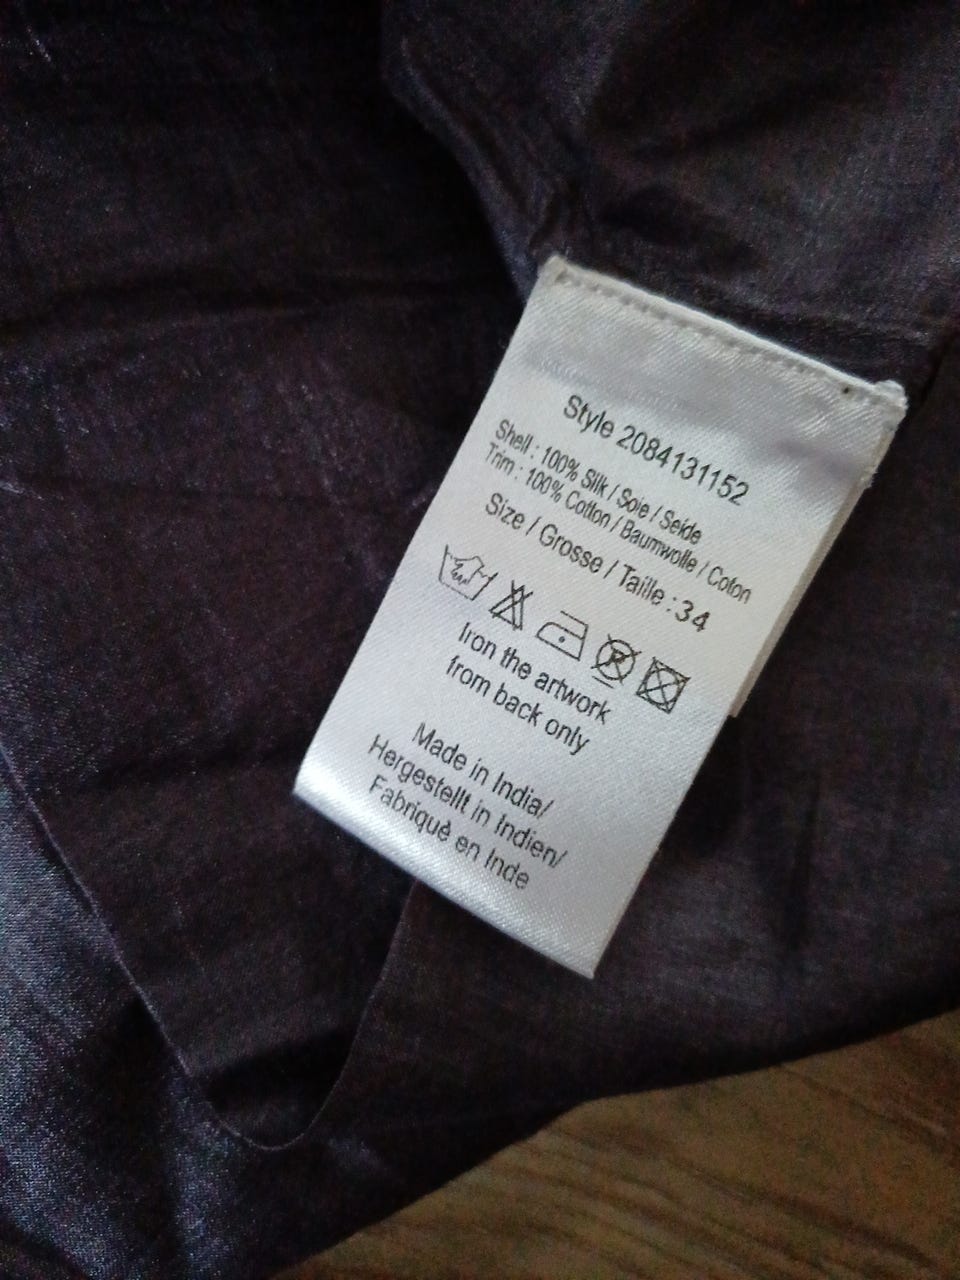 Style 2084131152
Shell : 100% Silk / Soie / Seide
Trim : 100% Cotton / Baumwolle / Coton
Size / Grosse / Taille : 34
Iron the artwork
from back only
Made in India/
Hergestellt in Indien/
Fabriquè en Inde